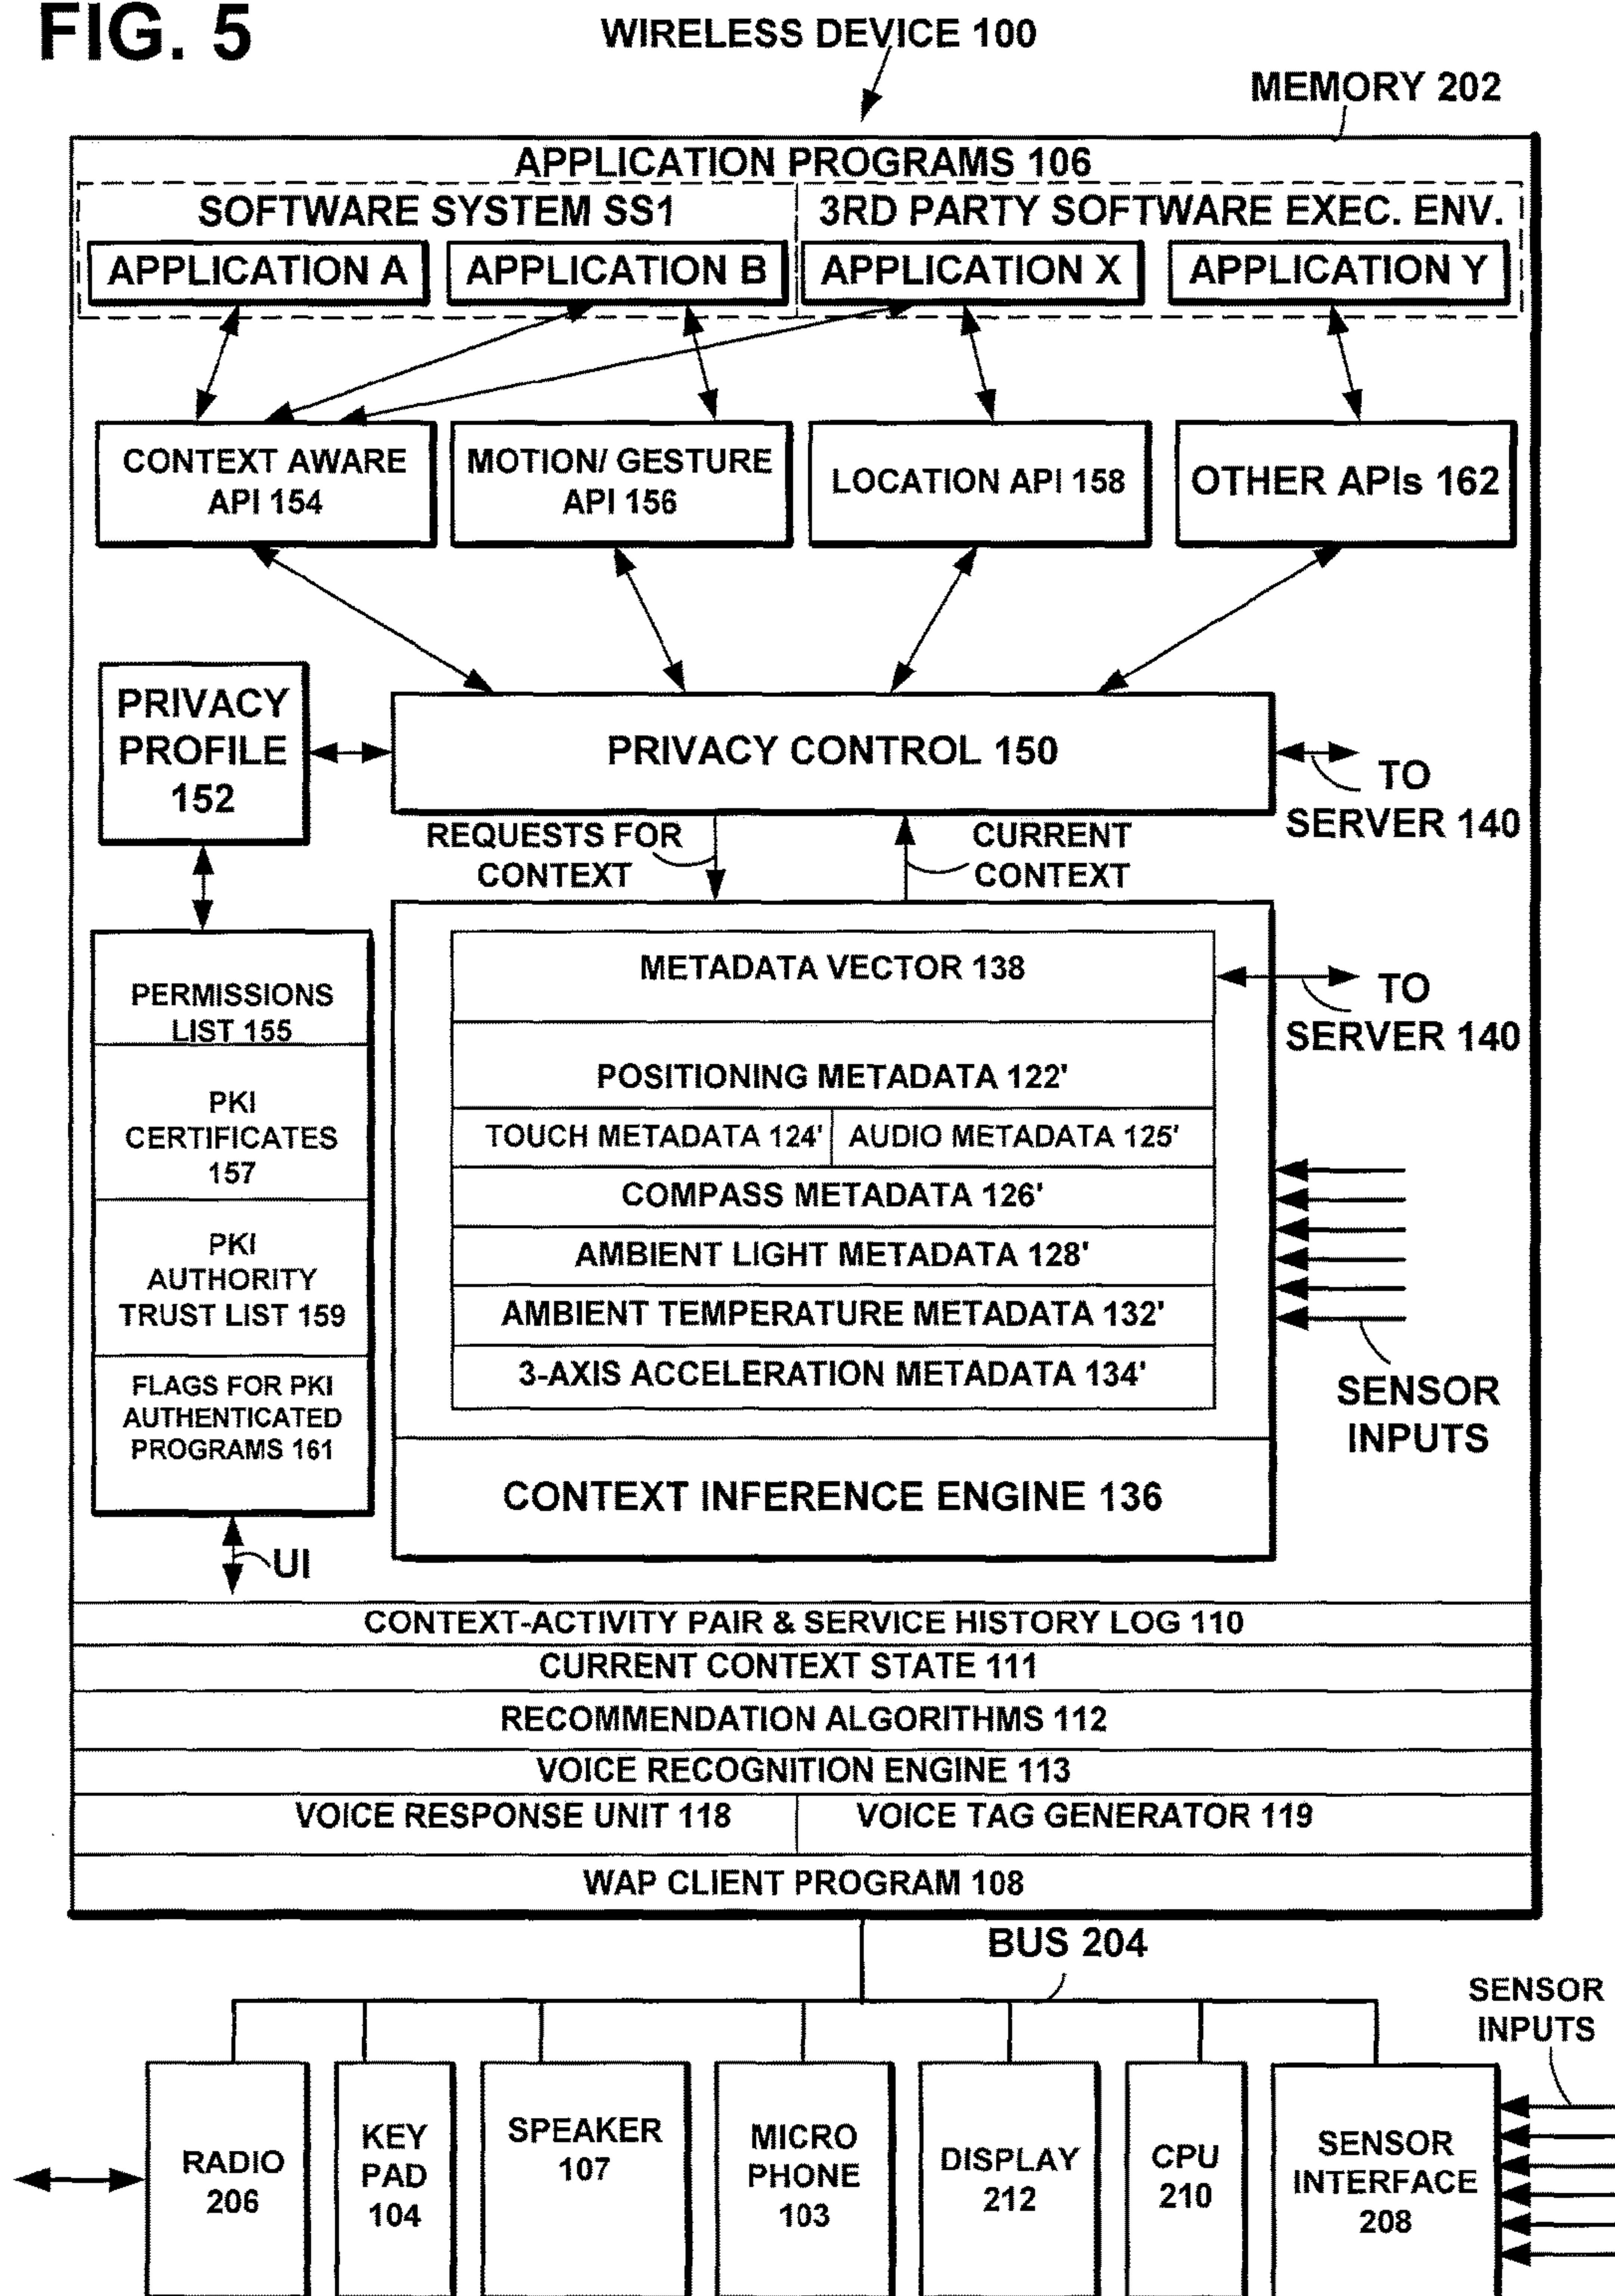 FIG. 5
WIRELESS DEVICE 100
MEMORY 202
APPLICATION PROGRAMS 106
SOFTWARE SYSTEM SS1
3RD PARTY SOFTWARE EXEC. ENV.
APPLICATION A
APPLICATION B
APPLICATION X
APPLICATION Y
CONTEXT AWARE
API 154
MOTION/ GESTURE
API 156
LOCATION API 158
OTHER APIs 162
PRIVACY
PROFILE
152
PRIVACY CONTROL 150
TO
SERVER 140
REQUESTS FOR
CONTEXT
CURRENT
CONTEXT
METADATA VECTOR 138
TO
SERVER 140
PERMISSIONS
LIST 155
PKI
CERTIFICATES
157
PKI
AUTHORITY
TRUST LIST 159
FLAGS FOR PKI
AUTHENTICATED
PROGRAMS 161
POSITIONING METADATA 122'
TOUCH METADATA 124'
AUDIO METADATA 125'
COMPASS METADATA 126'
AMBIENT LIGHT METADATA 128'
AMBIENT TEMPERATURE METADATA 132'
3-AXIS ACCELERATION METADATA 134'
SENSOR
INPUTS
CONTEXT INFERENCE ENGINE 136
UI
CONTEXT-ACTIVITY PAIR & SERVICE HISTORY LOG 110
CURRENT CONTEXT STATE 111
RECOMMENDATION ALGORITHMS 112
VOICE RECOGNITION ENGINE 113
VOICE RESPONSE UNIT 118
VOICE TAG GENERATOR 119
WAP CLIENT PROGRAM 108
BUS 204
SENSOR
INPUTS
RADIO
206
KEY
PAD
104
SPEAKER
107
MICRO
PHONE
103
DISPLAY
212
CPU
210
SENSOR
INTERFACE
208